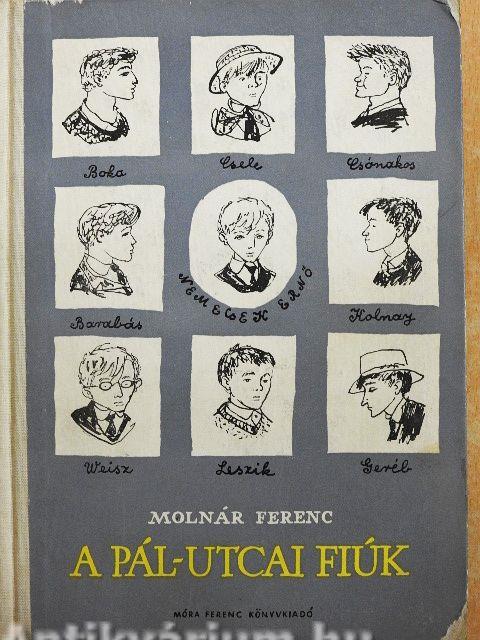 Boka
Csele
Csónakos
Barabás
NEMECSEK ERNŐ
Kolnay
Weisz
Leszik
Geréb
MOLNÁR FERENC
A PÁL-UTCAI FIÚK
MÓRA FERENC KÖNYVKIADÓ
Antikvárium.hu